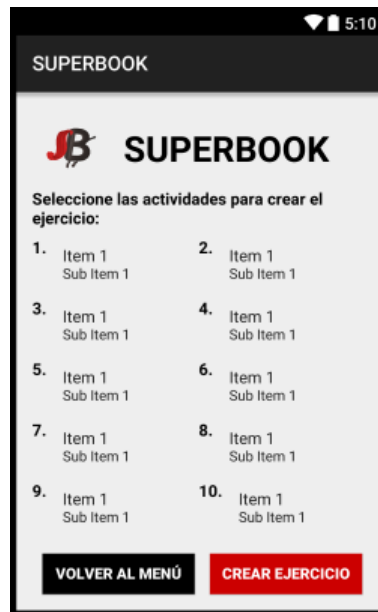 5:10
SUPERBOOK
SB SUPERBOOK
Seleccione las actividades para crear el
ejercicio:
1. Item 1 2. Item 1
Sub Item 1 Sub Item 1
3. Item 1 4. Item 1
Sub Item 1 Sub Item 1
5. Item 1 6. Item 1
Sub Item 1 Sub Item 1
7. Item 1 8. Item 1
Sub Item 1 Sub Item 1
9. Item 1 10. Item 1
Sub Item 1 Sub Item 1
VOLVER AL MENÚ CREAR EJERCICIO